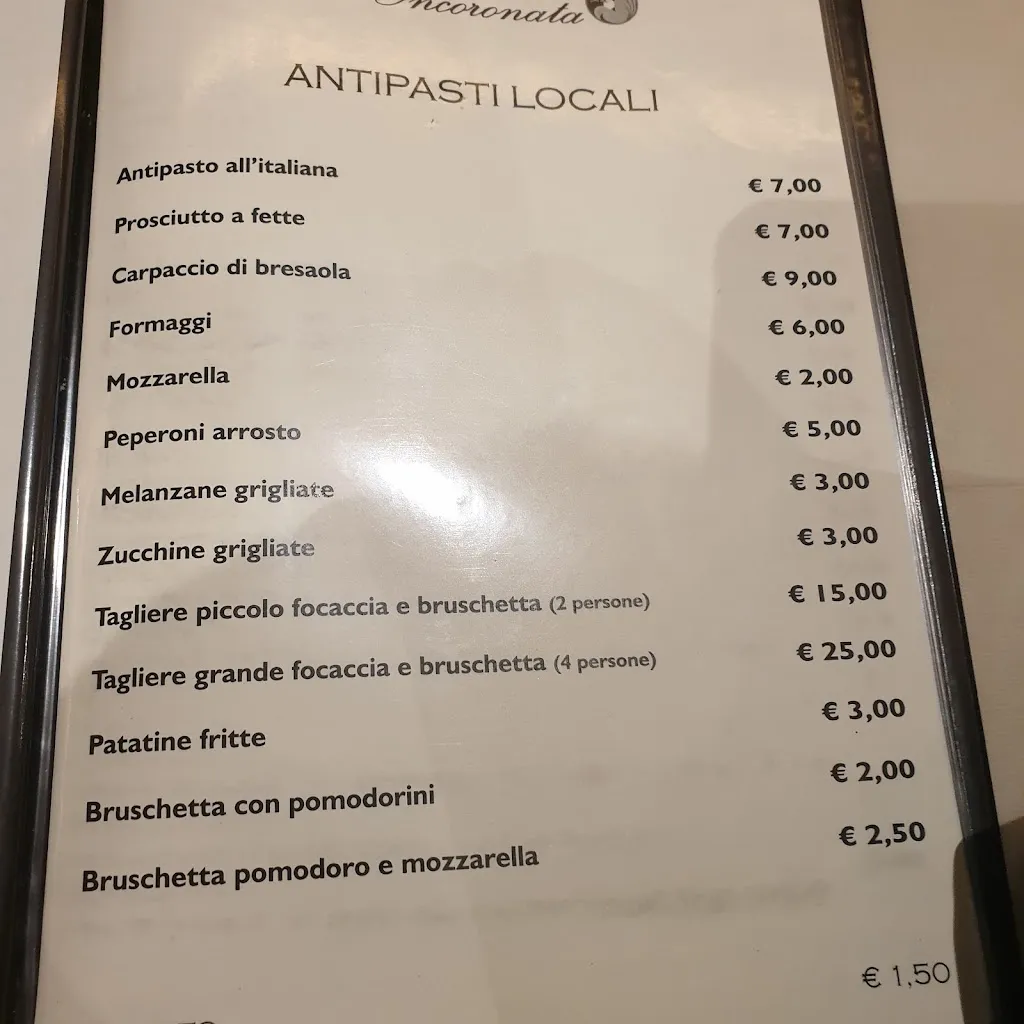 Incoronata
ANTIPASTI LOCALI
Antipasto all'italiana € 7,00
Prosciutto a fette € 7,00
Carpaccio di bresaola € 9,00
Formaggi € 6,00
Mozzarella € 2,00
Peperoni arrosto € 5,00
Melanzane grigliate € 3,00
Zucchine grigliate € 3,00
Tagliere piccolo focaccia e bruschetta (2 persone) € 15,00
Tagliere grande focaccia e bruschetta (4 persone) € 25,00
Patatine fritte € 3,00
Bruschetta con pomodorini € 2,00
Bruschetta pomodoro e mozzarella € 2,50
€ 1,50